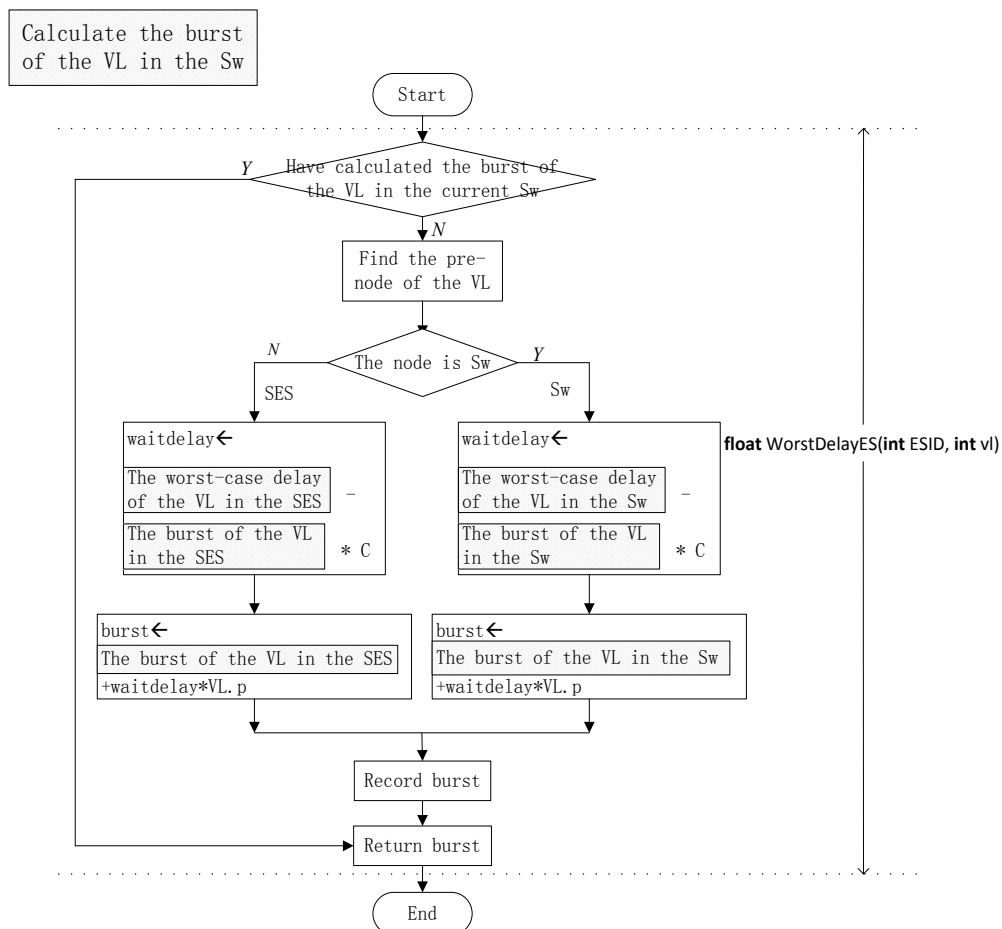 Calculate the burst
of the VL in the Sw
Start
Y
Have calculated the burst of
the VL in the current Sw
N
Find the pre-
node of the VL
N
The node is Sw
Y
SES
Sw
waitdelay←
The worst-case delay
of the VL in the SES
-
The burst of the VL
in the SES
* C
waitdelay←
The worst-case delay
of the VL in the Sw
-
The burst of the VL
in the Sw
* C
float WorstDelayES(int ESID, int vl)
burst←
The burst of the VL in the SES
+waitdelay*VL.p
burst←
The burst of the VL in the Sw
+waitdelay*VL.p
Record burst
Return burst
End